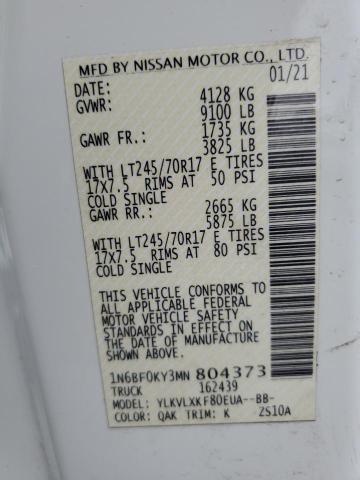 MFD BY NISSAN MOTOR CO., LTD.
DATE: 01/21
GVWR: 4128 KG
9100 LB
GAWR FR.: 1735 KG
3825 LB
WITH LT245/70R17 E TIRES
17X7.5 RIMS AT 50 PSI
COLD SINGLE
GAWR RR.: 2665 KG
5875 LB
WITH LT245/70R17 E TIRES
17X7.5 RIMS AT 80 PSI
COLD SINGLE
THIS VEHICLE CONFORMS TO
ALL APPLICABLE FEDERAL
MOTOR VEHICLE SAFETY
STANDARDS IN EFFECT ON
THE DATE OF MANUFACTURE
SHOWN ABOVE.
1N6BF0KY3MN 804373
TRUCK 162439
MODEL: YLKVLXKF80EUA--BB-
COLOR: QAK TRIM: K ZS10A